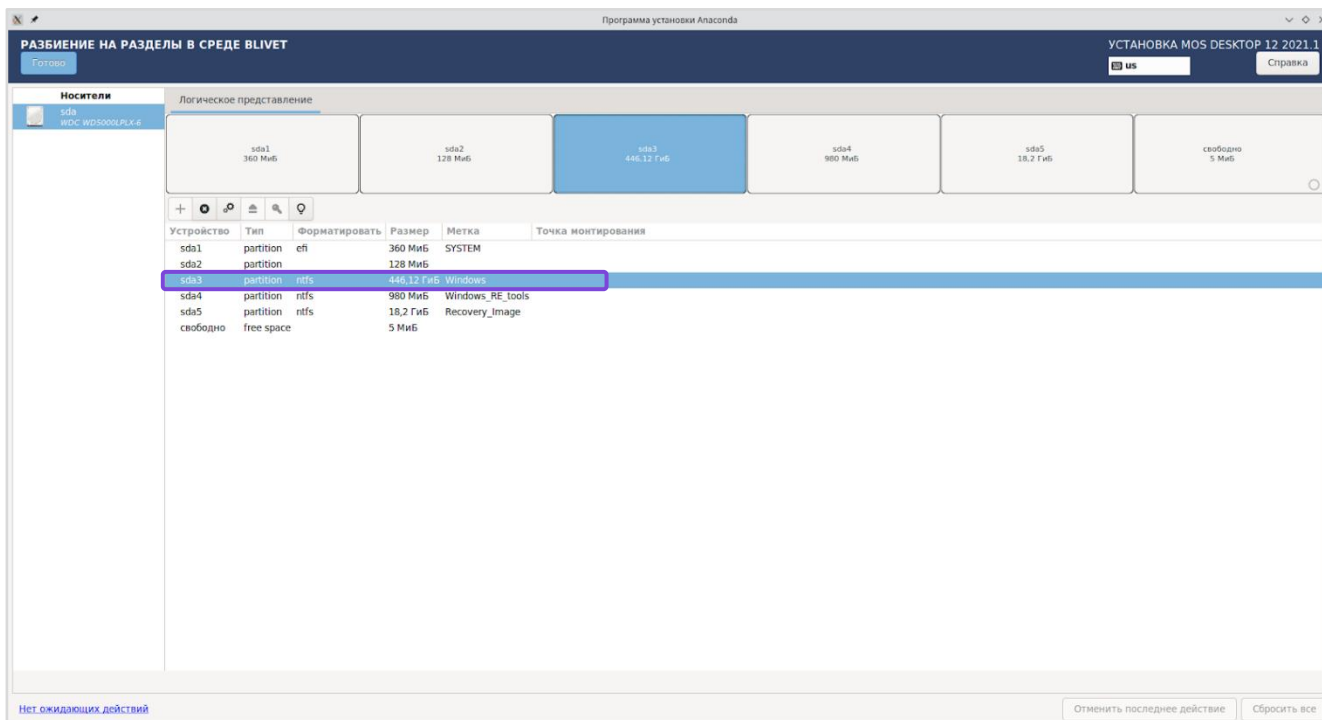 Программа установки Anaconda
РАЗБИЕНИЕ НА РАЗДЕЛЫ В СРЕДЕ BLIVET
УСТАНОВКА MOS DESKTOP 12 2021.1
Готово
us
Справка
Носители
sda
WDC WD5000LPLX-6
Логическое представление
sda1
360 МиБ
sda2
128 МиБ
sda3
446,12 ГиБ
sda4
980 МиБ
sda5
18,2 ГиБ
свободно
5 МиБ
Устройство Тип Форматировать Размер Метка Точка монтирования
sda1 partition efi 360 МиБ SYSTEM
sda2 partition 128 МиБ
sda3 partition ntfs 446,12 ГиБ Windows
sda4 partition ntfs 980 МиБ Windows_RE_tools
sda5 partition ntfs 18,2 ГиБ Recovery_Image
свободно free space 5 МиБ
Нет ожидающих действий
Отменить последнее действие
Сбросить все